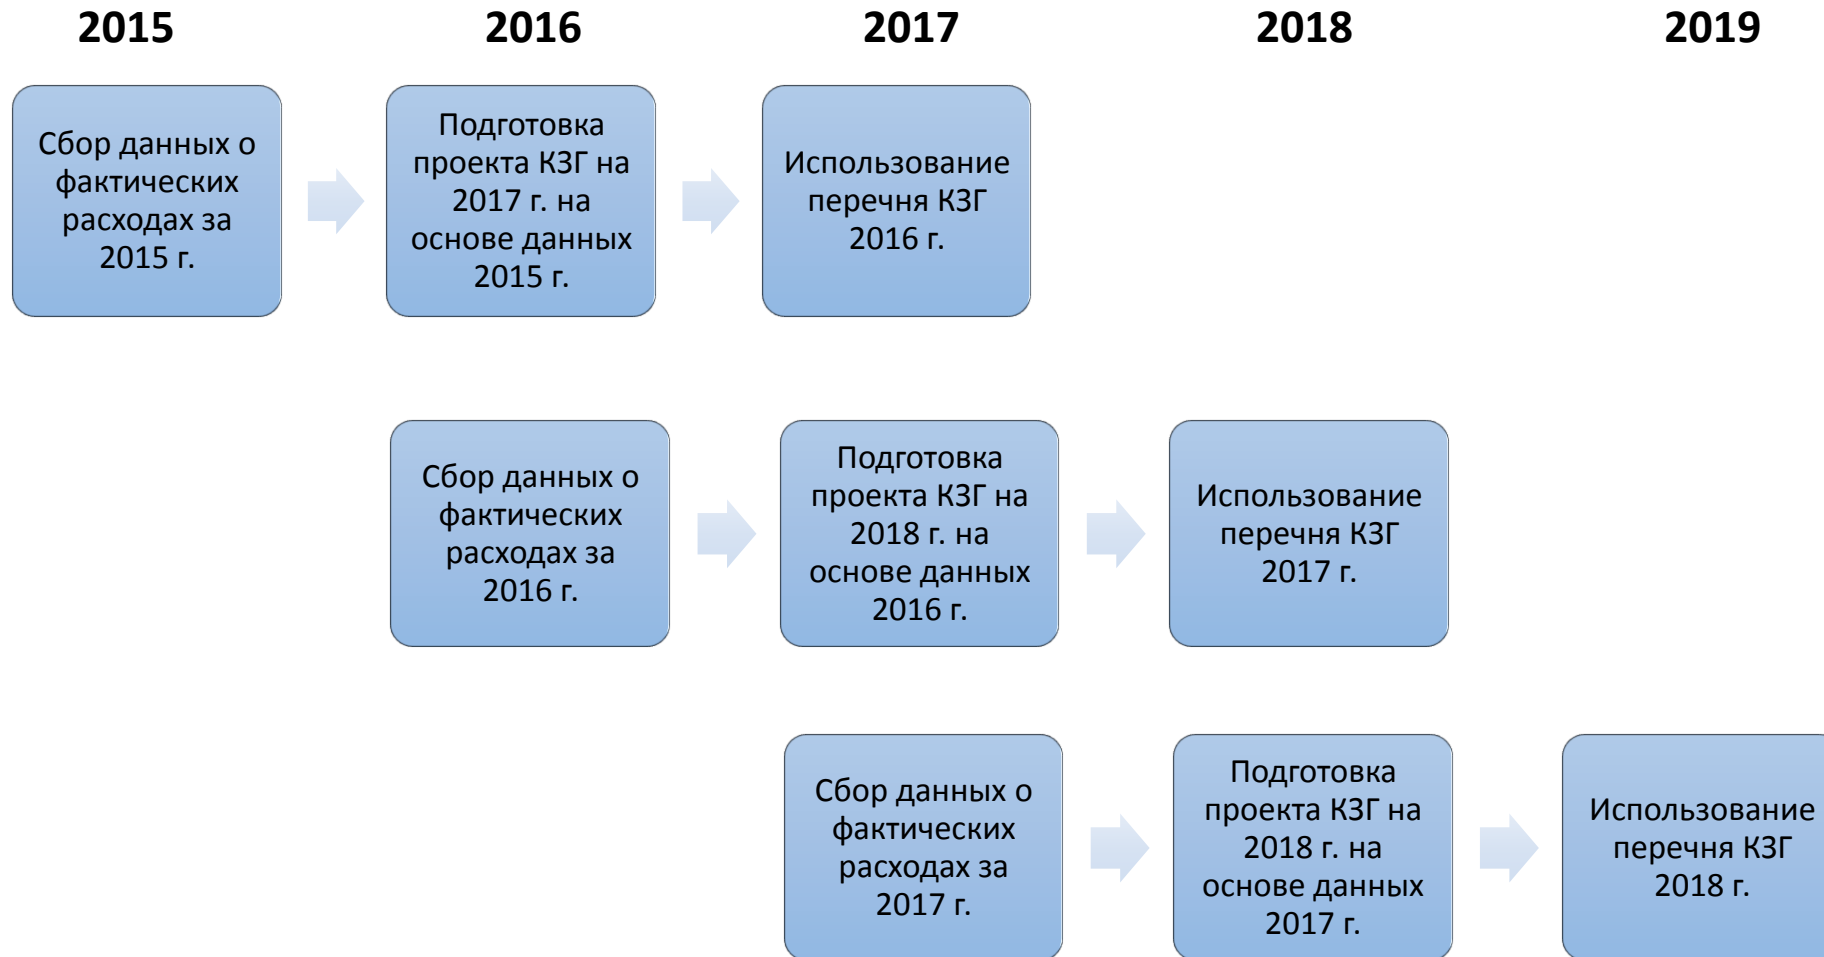 2015
2016
2017
2018
2019
Сбор данных о
фактических
расходах за
2015 г.
Подготовка
проекта КЗГ на
2017 г. на
основе данных
2015 г.
Использование
перечня КЗГ
2016 г.
Сбор данных о
фактических
расходах за
2016 г.
Подготовка
проекта КЗГ на
2018 г. на
основе данных
2016 г.
Использование
перечня КЗГ
2017 г.
Сбор данных о
фактических
расходах за
2017 г.
Подготовка
проекта КЗГ на
2018 г. на
основе данных
2017 г.
Использование
перечня КЗГ
2018 г.